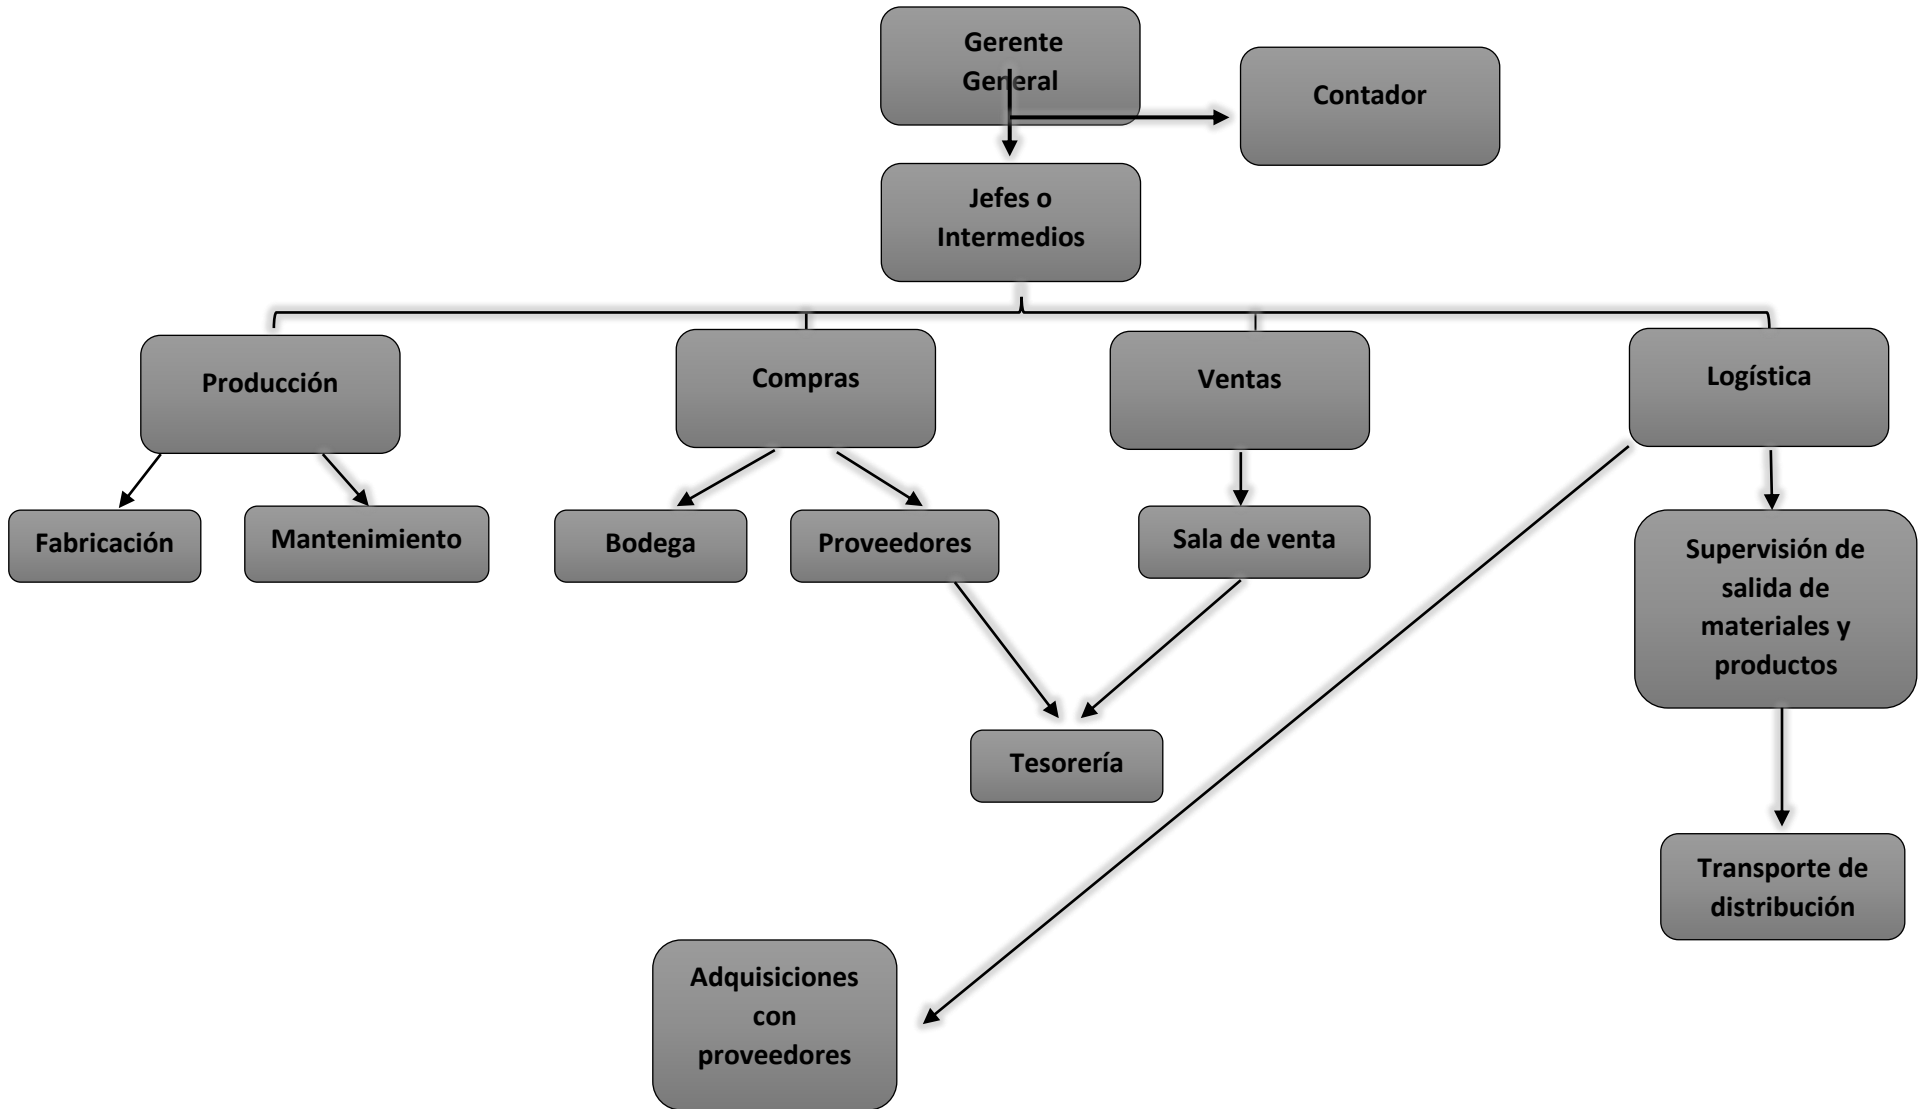 Gerente
General
Contador
Jefes o
Intermedios
Producción
Compras
Ventas
Logística
Fabricación
Mantenimiento
Bodega
Proveedores
Sala de venta
Supervisión de
salida de
materiales y
productos
Tesorería
Transporte de
distribución
Adquisiciones
con
proveedores